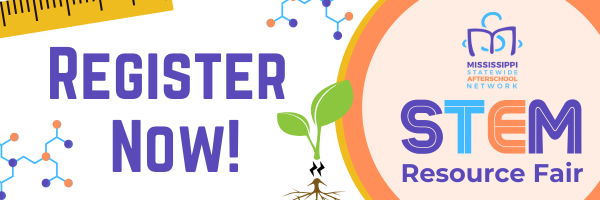 REGISTER
NOW!
MISSISSIPPI
STATEWIDE
AFTERSCHOOL
NETWORK
STEM
Resource Fair